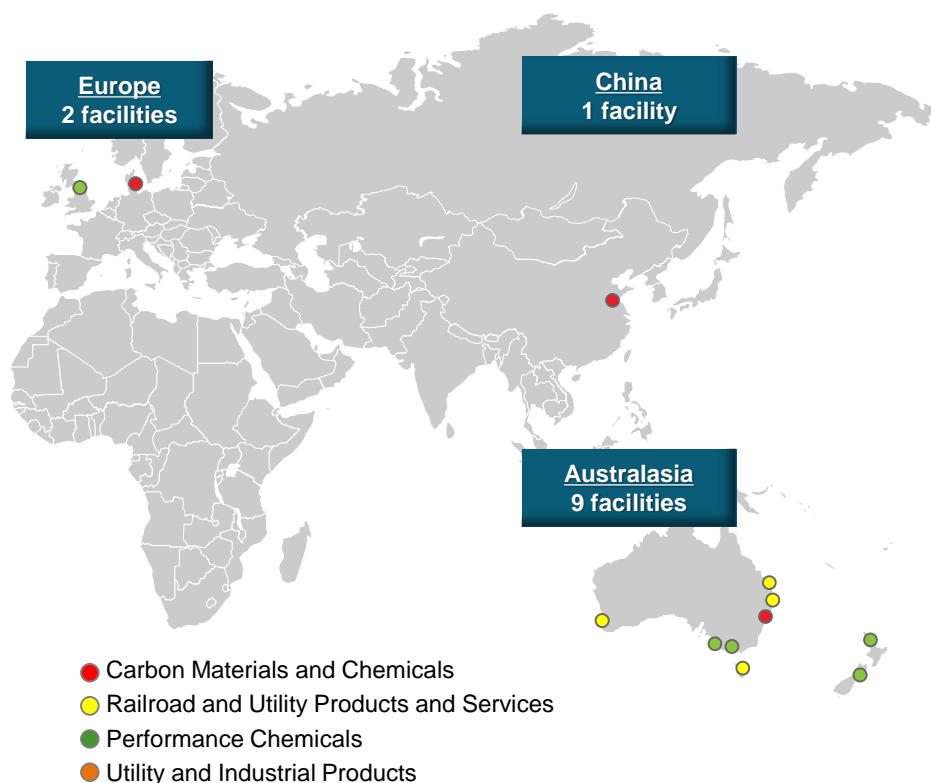 Europe
2 facilities
China
1 facility
Australasia
9 facilities
Carbon Materials and Chemicals
Railroad and Utility Products and Services
Performance Chemicals
Utility and Industrial Products